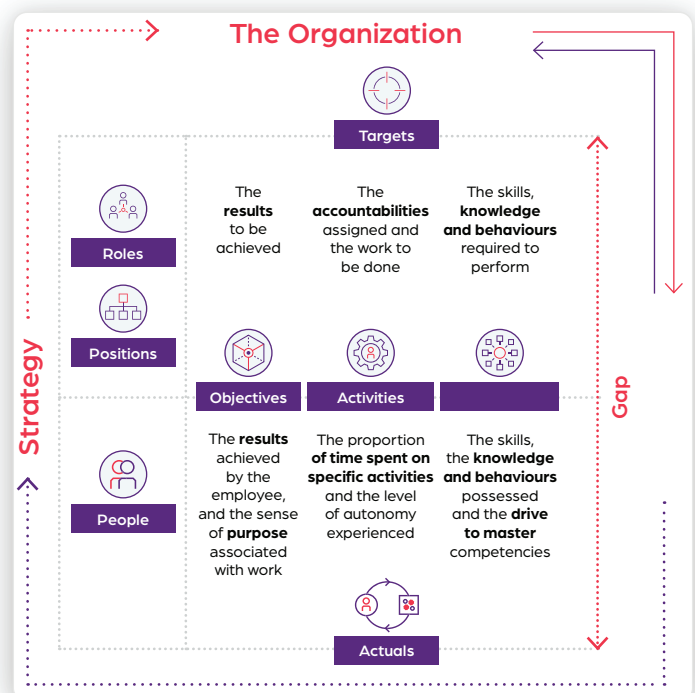 The Organization
Targets
Roles
The
results
to be
achieved
The
accountabilities
assigned and
the work to
be done
The skills,
knowledge
and behaviours
required to
perform
Positions
Strategy
Gap
Objectives
Activities
People
The results
achieved
by the
employee,
and the sense
of purpose
associated
with work
The proportion
of time spent on
specific activities
and the level
of autonomy
experienced
The skills,
the knowledge
and behaviours
possessed
and the drive
to master
competencies
Actuals